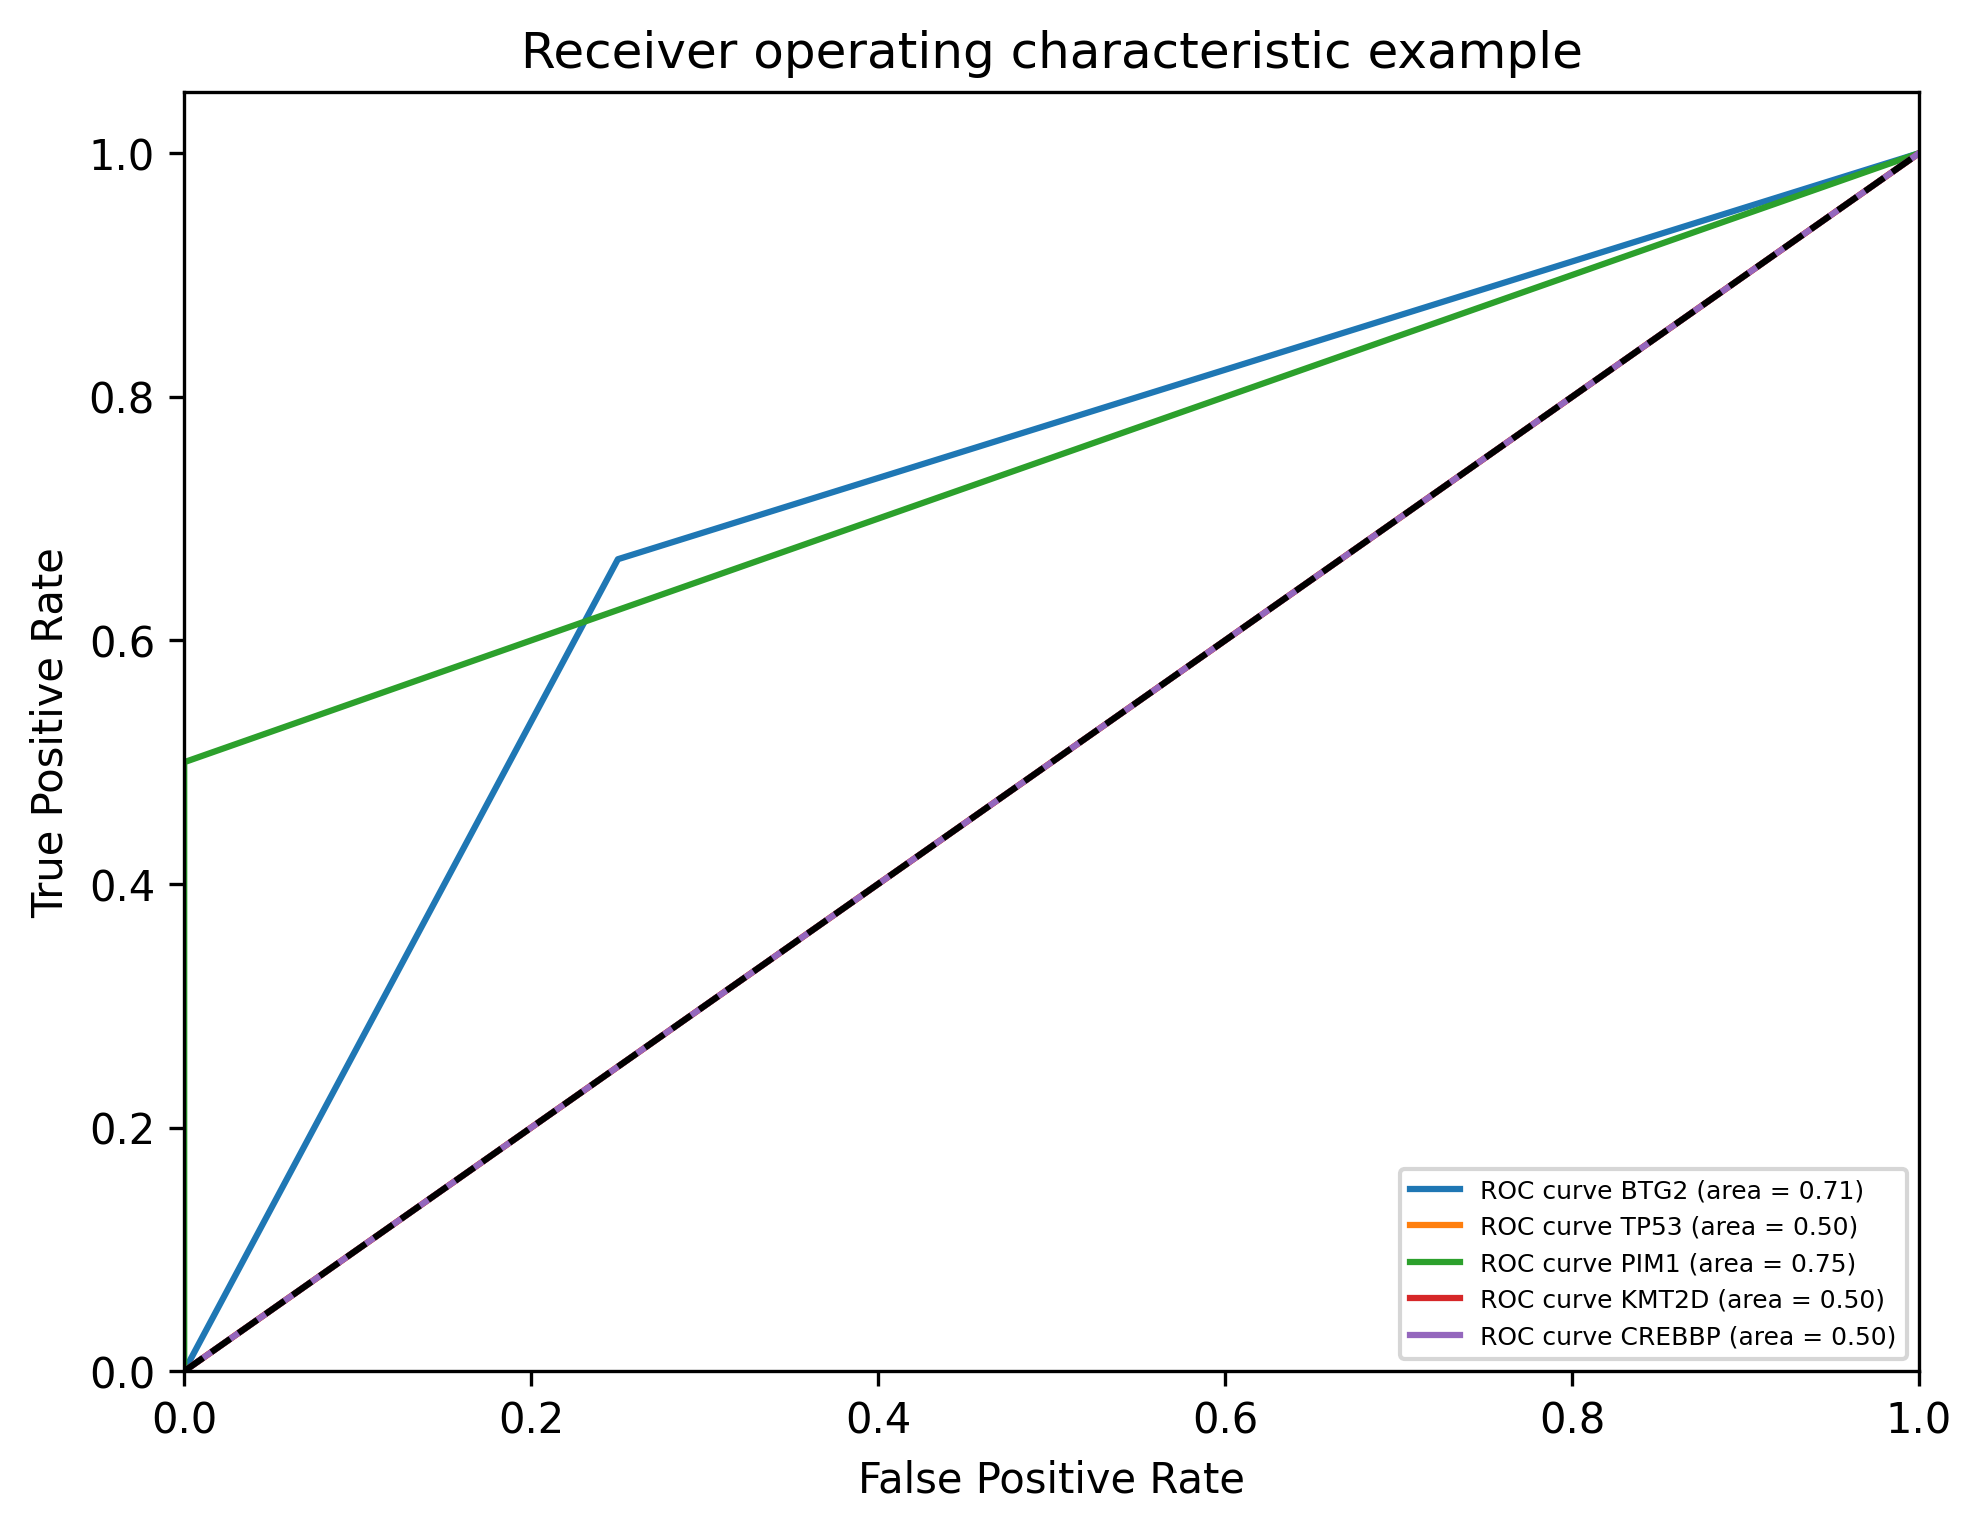 Receiver operating characteristic example
True Positive Rate
1.0
0.8
0.6
0.4
0.2
0.0
ROC curve BTG2 (area = 0.71)
ROC curve TP53 (area = 0.50)
ROC curve PIM1 (area = 0.75)
ROC curve KMT2D (area = 0.50)
ROC curve CREBBP (area = 0.50)
0.0 0.2 0.4 0.6 0.8 1.0
False Positive Rate